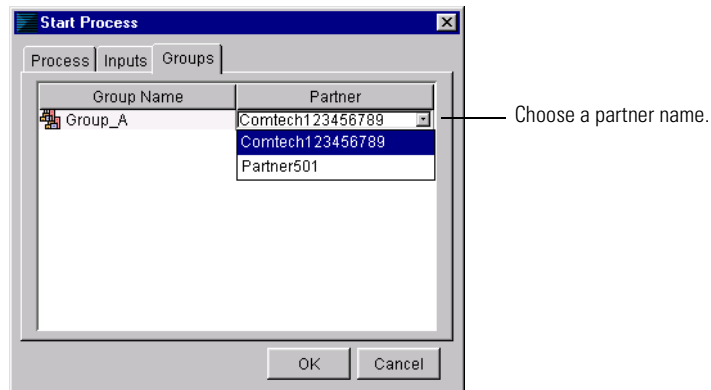 Start Process
Process Inputs Groups
Group Name Partner
Group_A Comtech123456789 Choose a partner name.
Comtech123456789
Partner501
OK Cancel